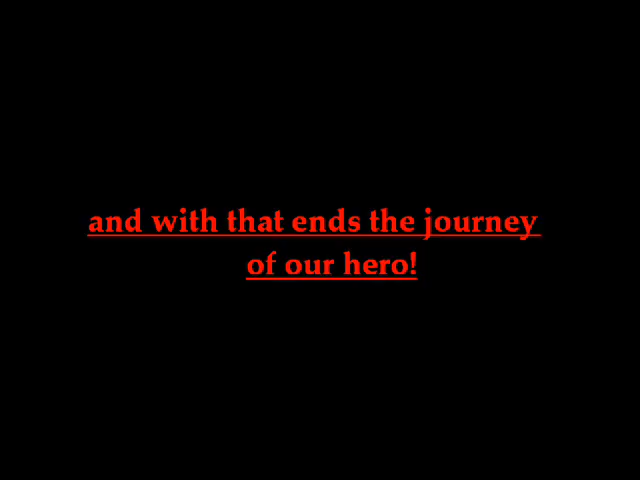 and with that ends the journey
of our hero!